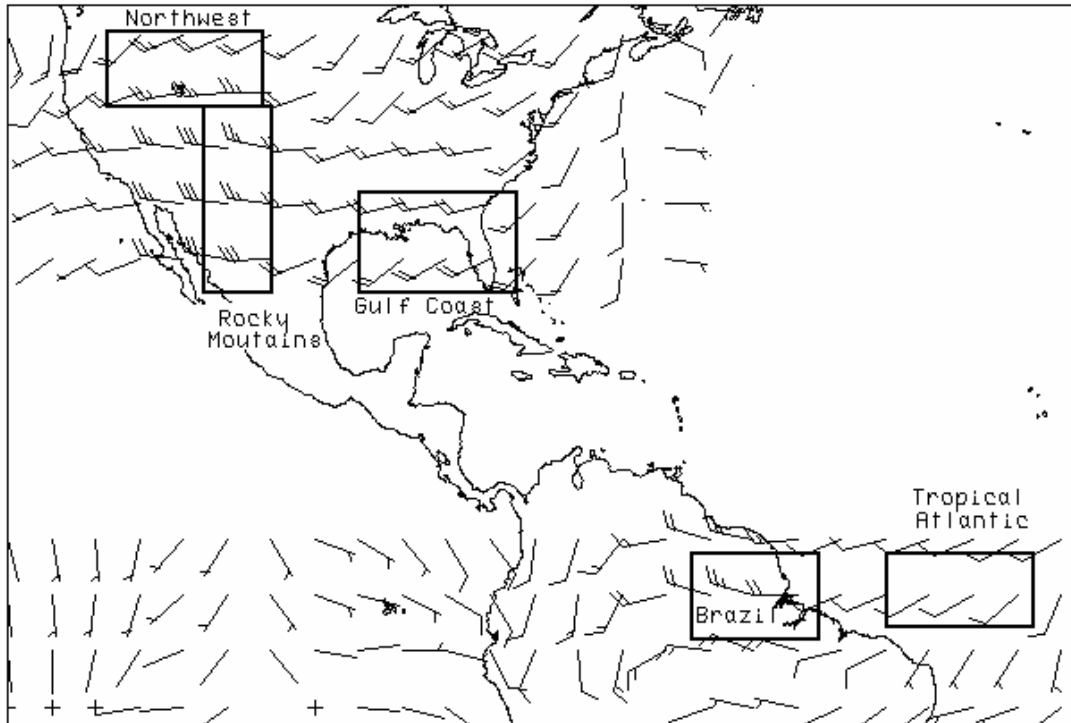 Northwest
Gulf Coast
Rocky
Moutains
Tropical
Atlantic
Brazil